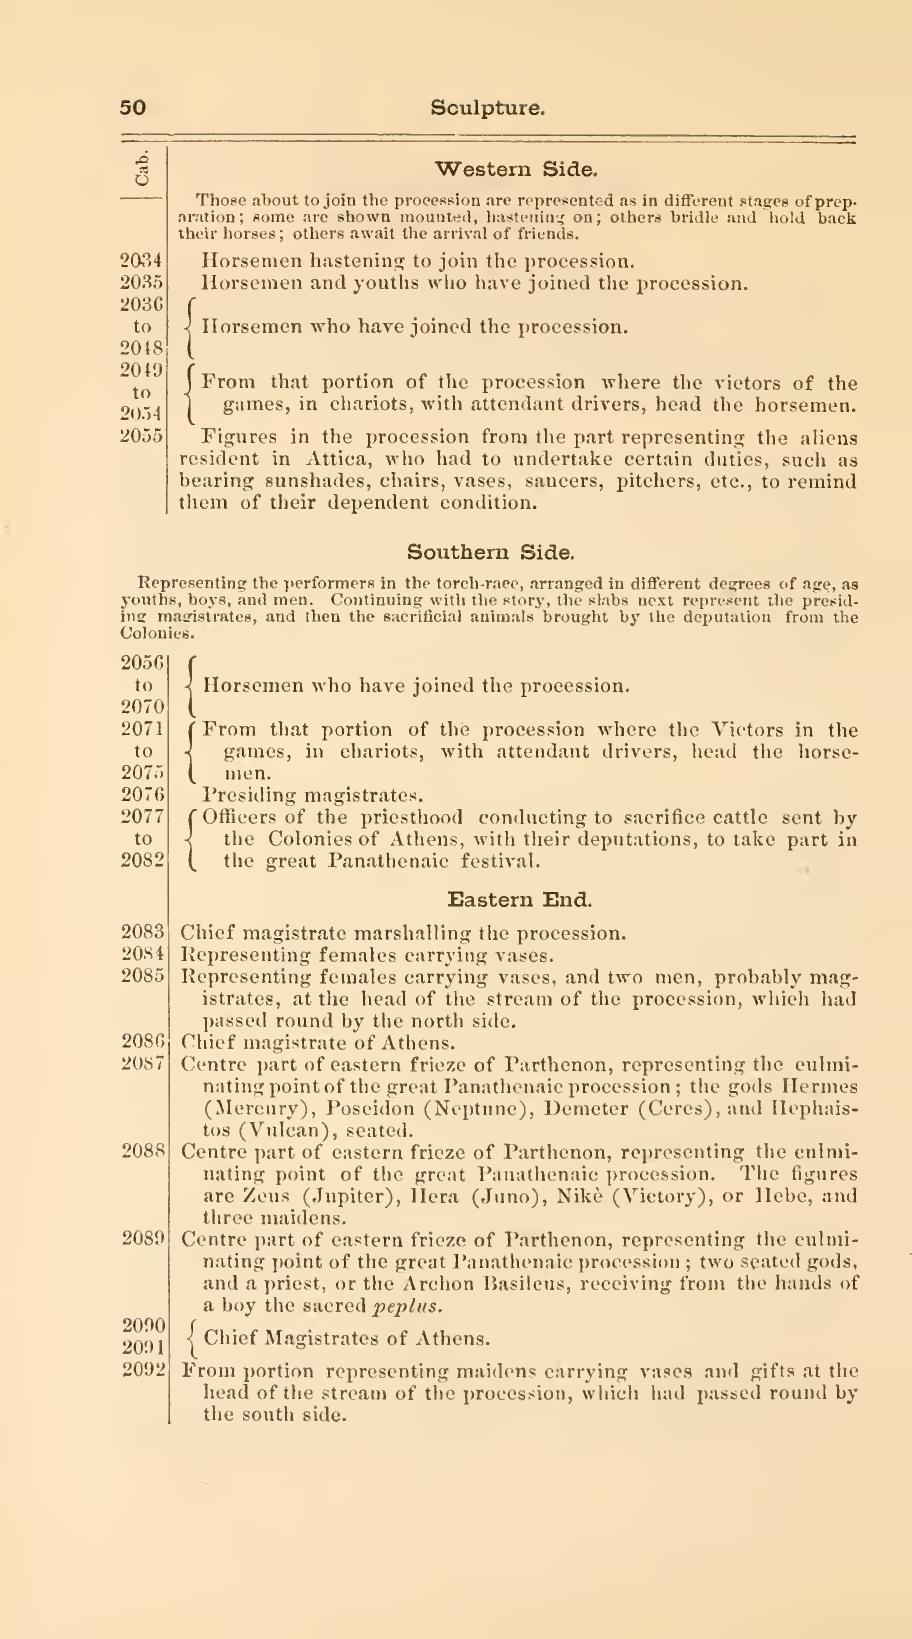 50 Sculpture.
Cab.
Western Side.
Those about to join the procession are represented as in different stages of prep-
aration; some are shown mounted, hastening on; others bridle and hold back
their horses; others await the arrival of friends.
2034 Horsemen hastening to join the procession.
2035 Horsemen and youths who have joined the procession.
2036
to Horsemen who have joined the procession.
2048
2049
From that portion of the procession where the victors of the
to
games, in chariots, with attendant drivers, head the horsemen.
2054
2055 Figures in the procession from the part representing the aliens
resident in Attica, who had to undertake certain duties, such as
bearing sunshades, chairs, vases, saucers, pitchers, etc., to remind
them of their dependent condition.
Southern Side.
Representing the performers in the torch-race, arranged in different degrees of age, as
youths, boys, and men. Continuing with the story, the slabs next represent the presid-
ing magistrates, and then the sacrificial animals brought by the deputation from the
Colonies.
2056
to Horsemen who have joined the procession.
2070
2071 From that portion of the procession where the Victors in the
to games, in chariots, with attendant drivers, head the horse-
2075 men.
2076 Presiding magistrates.
2077 Officers of the priesthood conducting to sacrifice cattle sent by
to the Colonies of Athens, with their deputations, to take part in
2082 the great Panathenaic festival.
Eastern End.
2083 Chief magistrate marshalling the procession.
2084 Representing females carrying vases.
2085 Representing females carrying vases, and two men, probably mag-
istrates, at the head of the stream of the procession, which had
passed round by the north side.
2086 Chief magistrate of Athens.
2087 Centre part of eastern frieze of Parthenon, representing the culmi-
nating point of the great Panathenaic procession; the gods Hermes
(Mercury), Poseidon (Neptune), Demeter (Ceres), and Hephais-
tos (Vulcan), seated.
2088 Centre part of eastern frieze of Parthenon, representing the culmi-
nating point of the great Panathenaic procession. The figures
are Zeus (Jupiter), Hera (Juno), Nikè (Victory), or Hebe, and
three maidens.
2089 Centre part of eastern frieze of Parthenon, representing the culmi-
nating point of the great Panathenaic procession; two seated gods,
and a priest, or the Archon Basileus, receiving from the hands of
a boy the sacred peplus.
2090
Chief Magistrates of Athens.
2091
2092 From portion representing maidens carrying vases and gifts at the
head of the stream of the procession, which had passed round by
the south side.